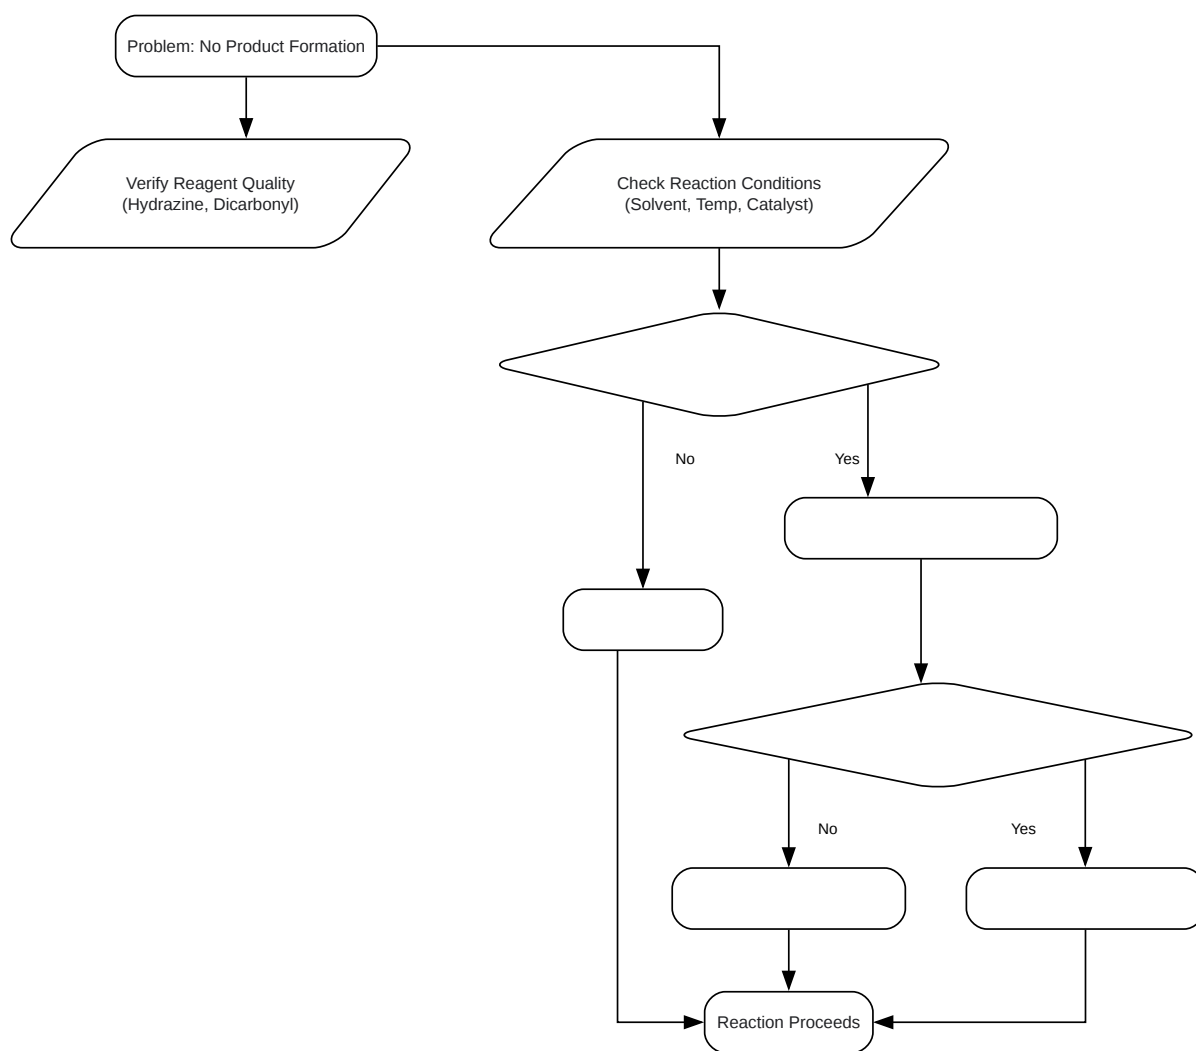 Problem: No Product Formation
Verify Reagent Quality
(Hydrazine, Dicarbonyl)
Check Reaction Conditions
(Solvent, Temp, Catalyst)
No
Yes
No
Yes
Reaction Proceeds